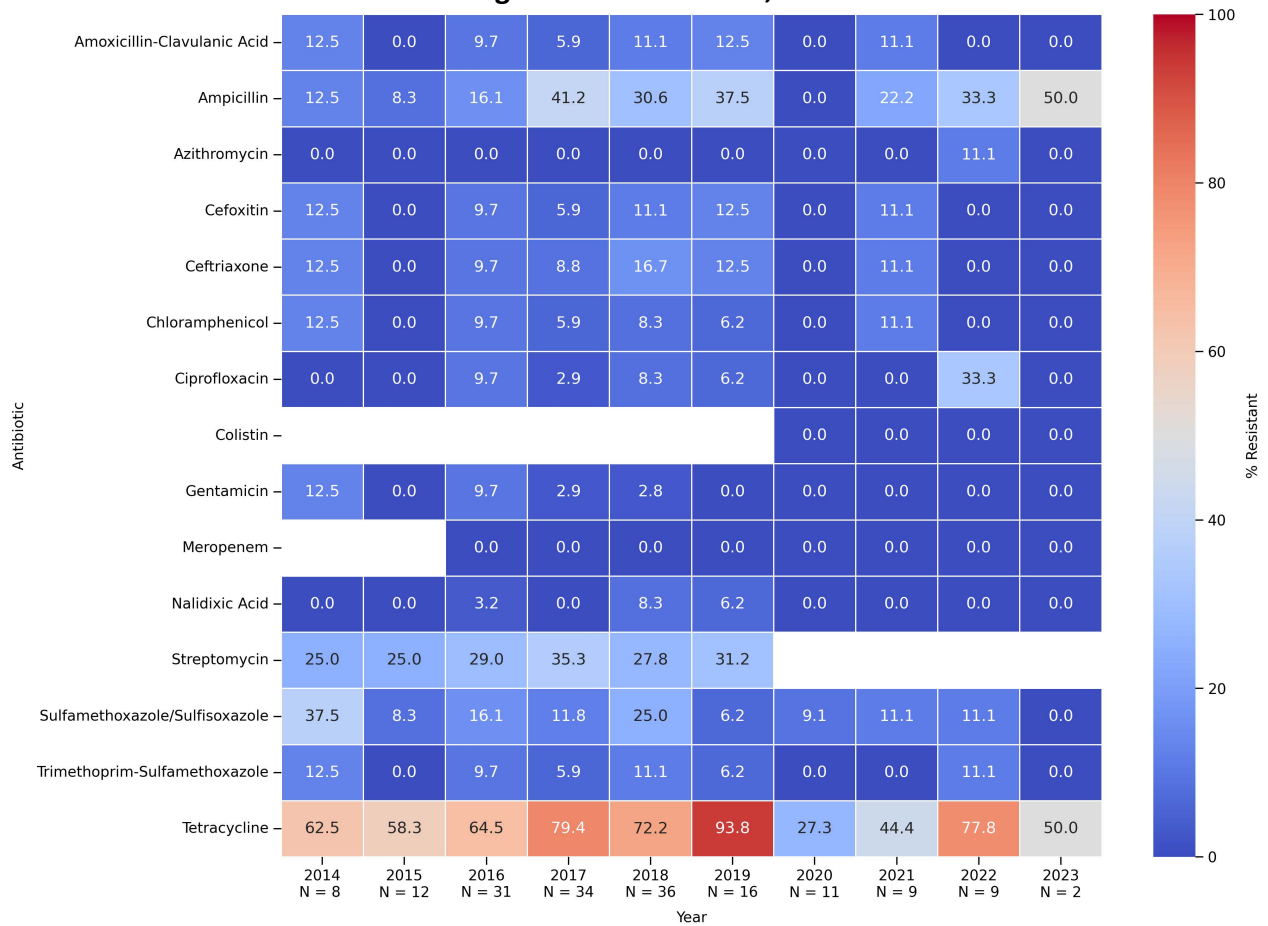 Amoxicillin-Clavulanic Acid 12.5 0.0 9.7 5.9 11.1 12.5 0.0 11.1 0.0 0.0
Ampicillin 12.5 8.3 16.1 41.2 30.6 37.5 0.0 22.2 33.3 50.0
Azithromycin 0.0 0.0 0.0 0.0 0.0 0.0 0.0 0.0 11.1 0.0
Cefoxitin 12.5 0.0 9.7 5.9 11.1 12.5 0.0 11.1 0.0 0.0
Ceftriaxone 12.5 0.0 9.7 8.8 16.7 12.5 0.0 11.1 0.0 0.0
Chloramphenicol 12.5 0.0 9.7 5.9 8.3 6.2 0.0 11.1 0.0 0.0
Ciprofloxacin 0.0 0.0 9.7 2.9 8.3 6.2 0.0 0.0 33.3 0.0
Colistin 0.0 0.0 0.0 0.0
Gentamicin 12.5 0.0 9.7 2.9 2.8 0.0 0.0 0.0 0.0 0.0
Meropenem 0.0 0.0 0.0 0.0 0.0 0.0 0.0 0.0
Nalidixic Acid 0.0 0.0 3.2 0.0 8.3 6.2 0.0 0.0 0.0 0.0
Streptomycin 25.0 25.0 29.0 35.3 27.8 31.2
Sulfamethoxazole/Sulfisoxazole 37.5 8.3 16.1 11.8 25.0 6.2 9.1 11.1 11.1 0.0
Trimethoprim-Sulfamethoxazole 12.5 0.0 9.7 5.9 11.1 6.2 0.0 0.0 11.1 0.0
Tetracycline 62.5 58.3 64.5 79.4 72.2 93.8 27.3 44.4 77.8 50.0
2014 2015 2016 2017 2018 2019 2020 2021 2022 2023
N = 8 N = 12 N = 31 N = 34 N = 36 N = 16 N = 11 N = 9 N = 9 N = 2
Year
Antibiotic
100
80
60
40
20
0
% Resistant